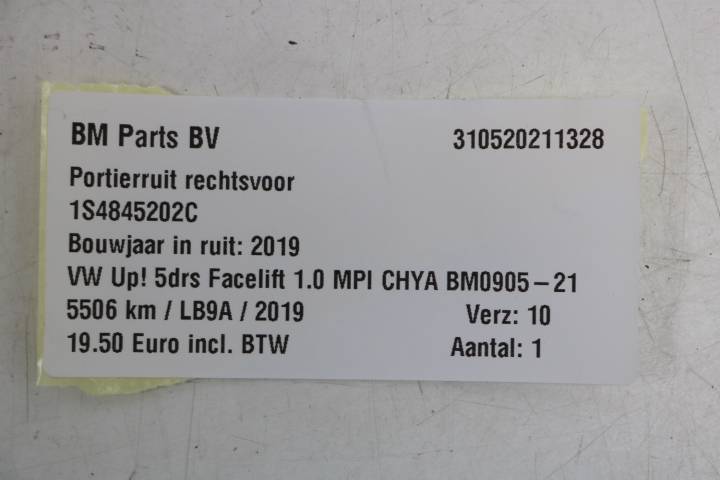 BM Parts BV 310520211328
Portierruit rechtsvoor
1S4845202C
Bouwjaar in ruit: 2019
VW Up! 5drs Facelift 1.0 MPI CHYA BM0905-21
5506 km / LB9A / 2019 Verz: 10
19.50 Euro incl. BTW Aantal: 1